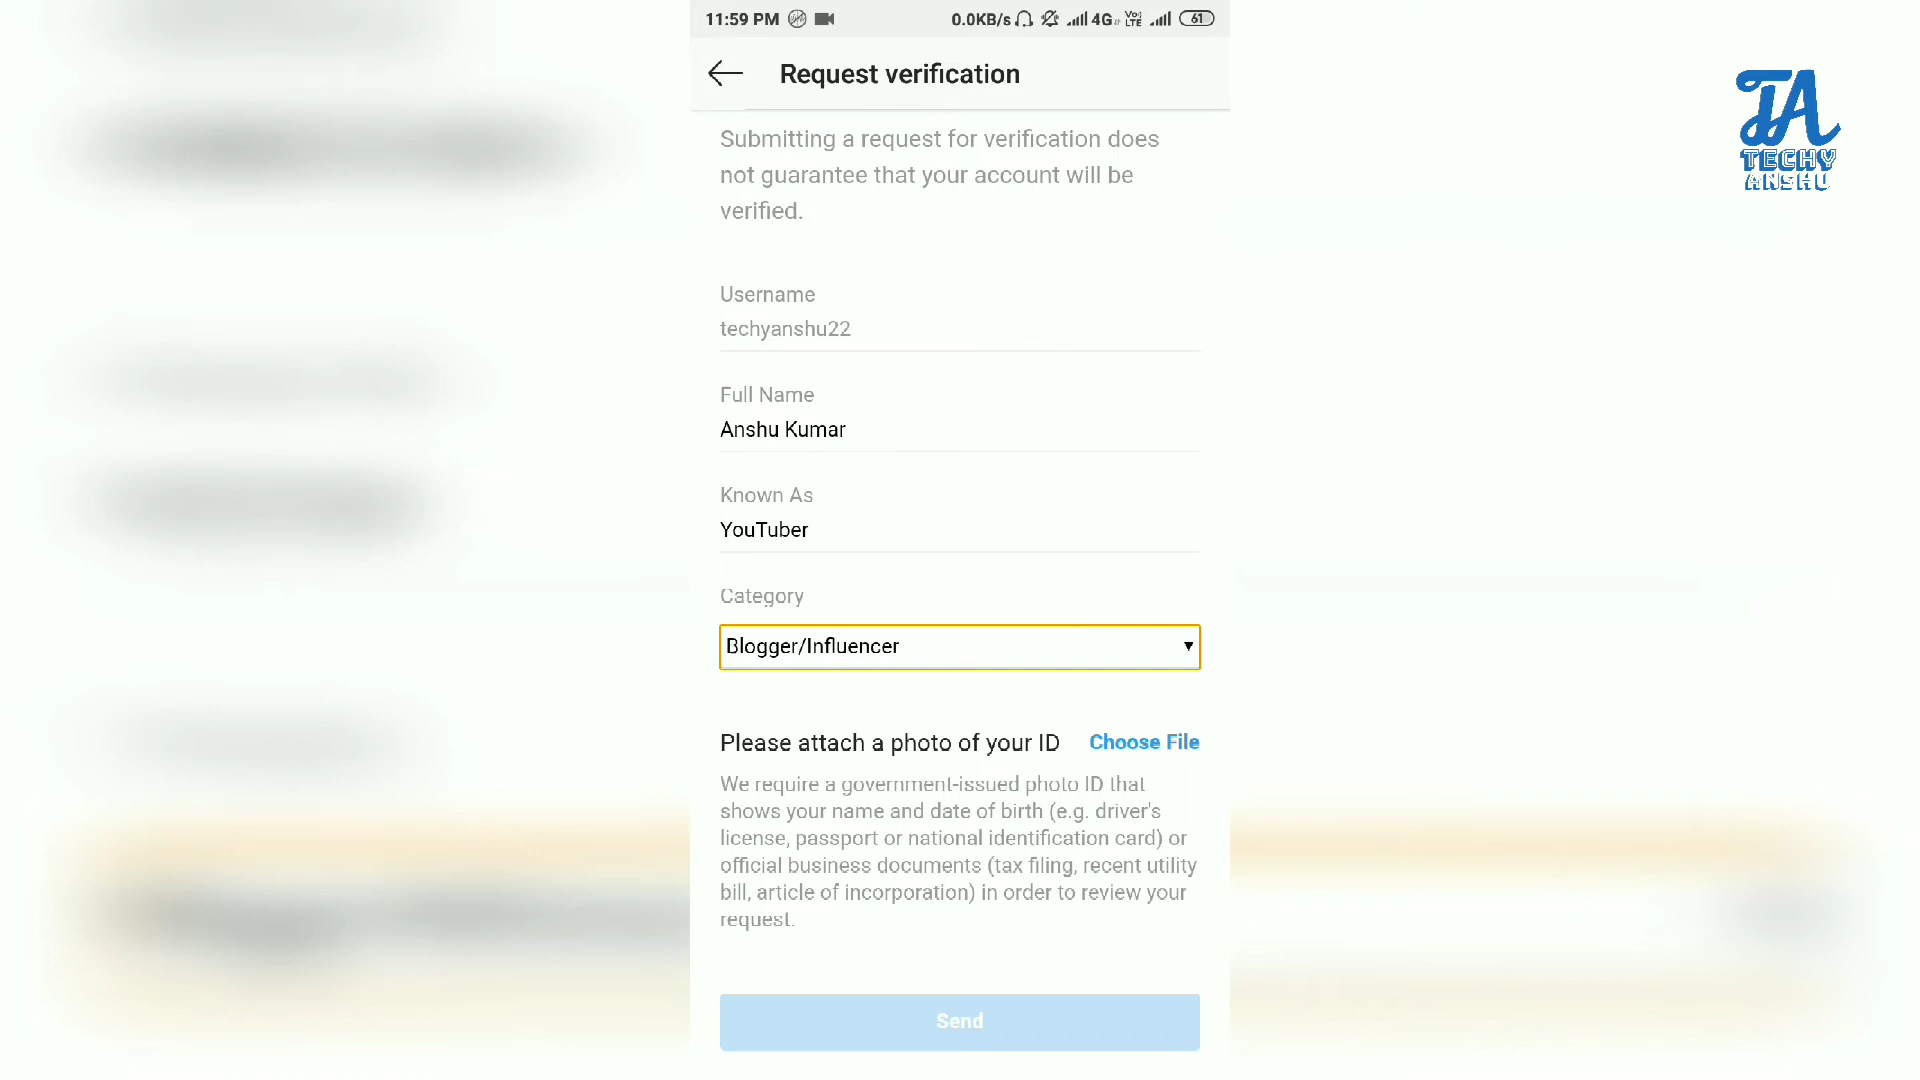 11:59 PM 0.0KB/s 4G Vo) LTE 61
Request verification
Submitting a request for verification does
not guarantee that your account will be
verified.
Username
techyanshu22
Full Name
Anshu Kumar
Known As
YouTuber
Category
Blogger/Influencer
Please attach a photo of your ID Choose File
We require a government-issued photo ID that
shows your name and date of birth (e.g. driver's
license, passport or national identification card) or
official business documents (tax filing, recent utility
bill, article of incorporation) in order to review your
request.
Send
TA
TECHY
ANSHU